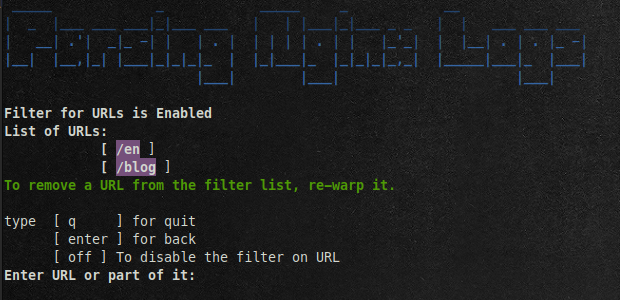 Parsing Nginx Logs
Filter for URLs is Enabled
List of URLs:
[ /en ]
[ /blog ]
To remove a URL from the filter list, re-warp it.
type [ q ] for quit
[ enter ] for back
[ off ] To disable the filter on URL
Enter URL or part of it: